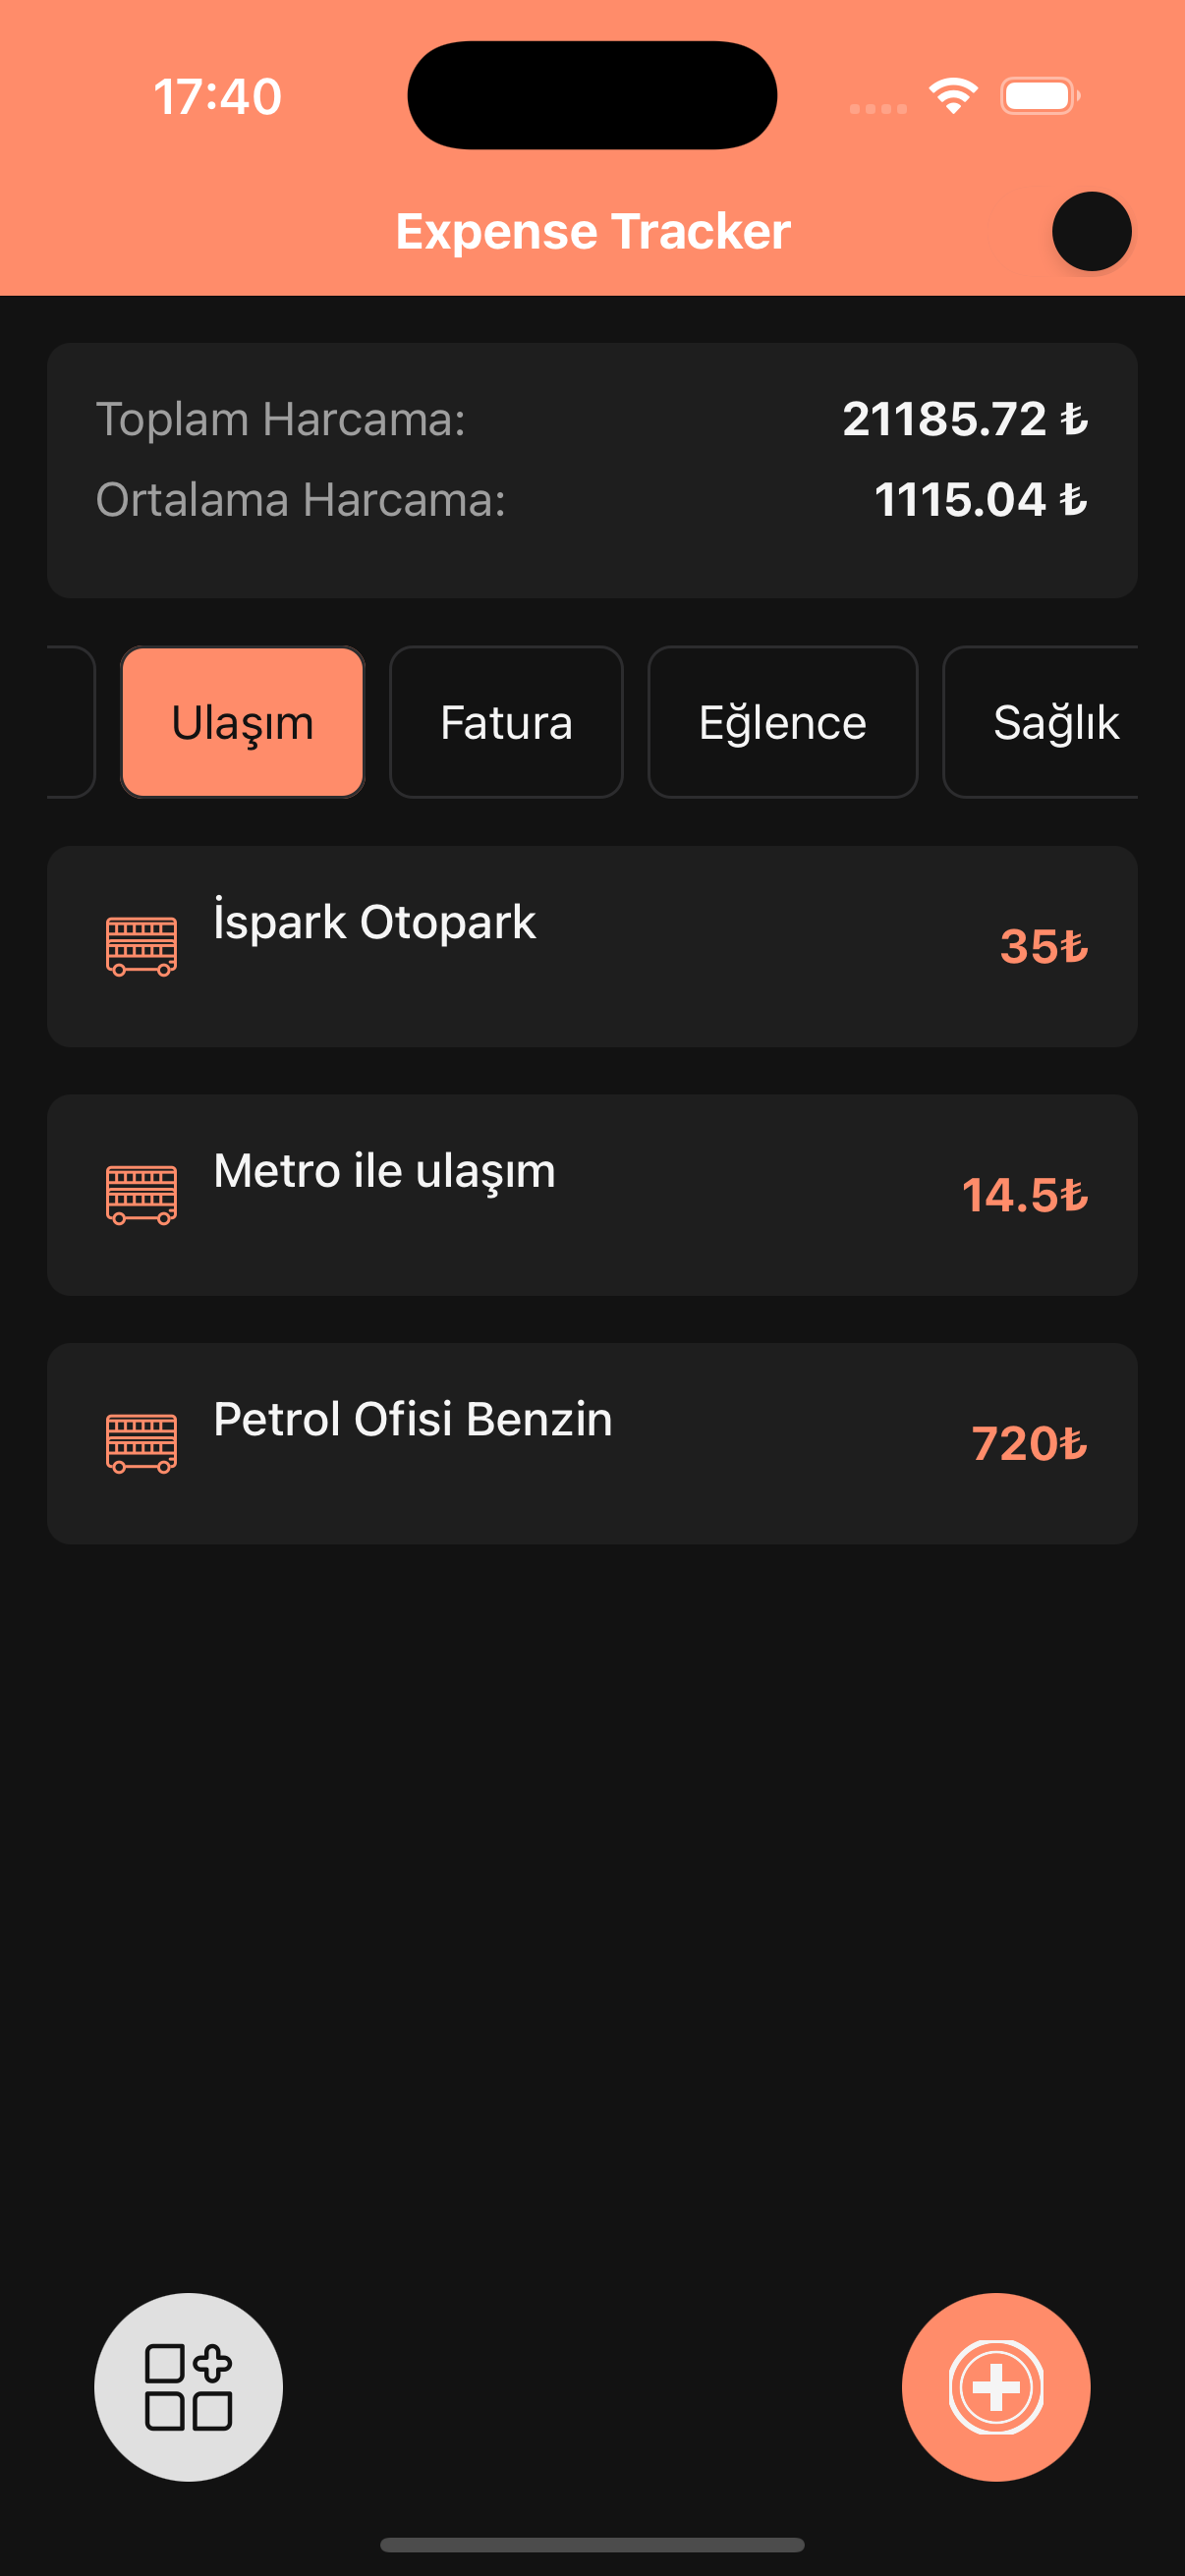 17:40
Expense Tracker
Toplam Harcama: 21185.72 ₺
Ortalama Harcama: 1115.04 ₺
Ulaşım Fatura Eğlence Sağlık
İspark Otopark
35₺
Metro ile ulaşım
14.5₺
Petrol Ofisi Benzin
720₺